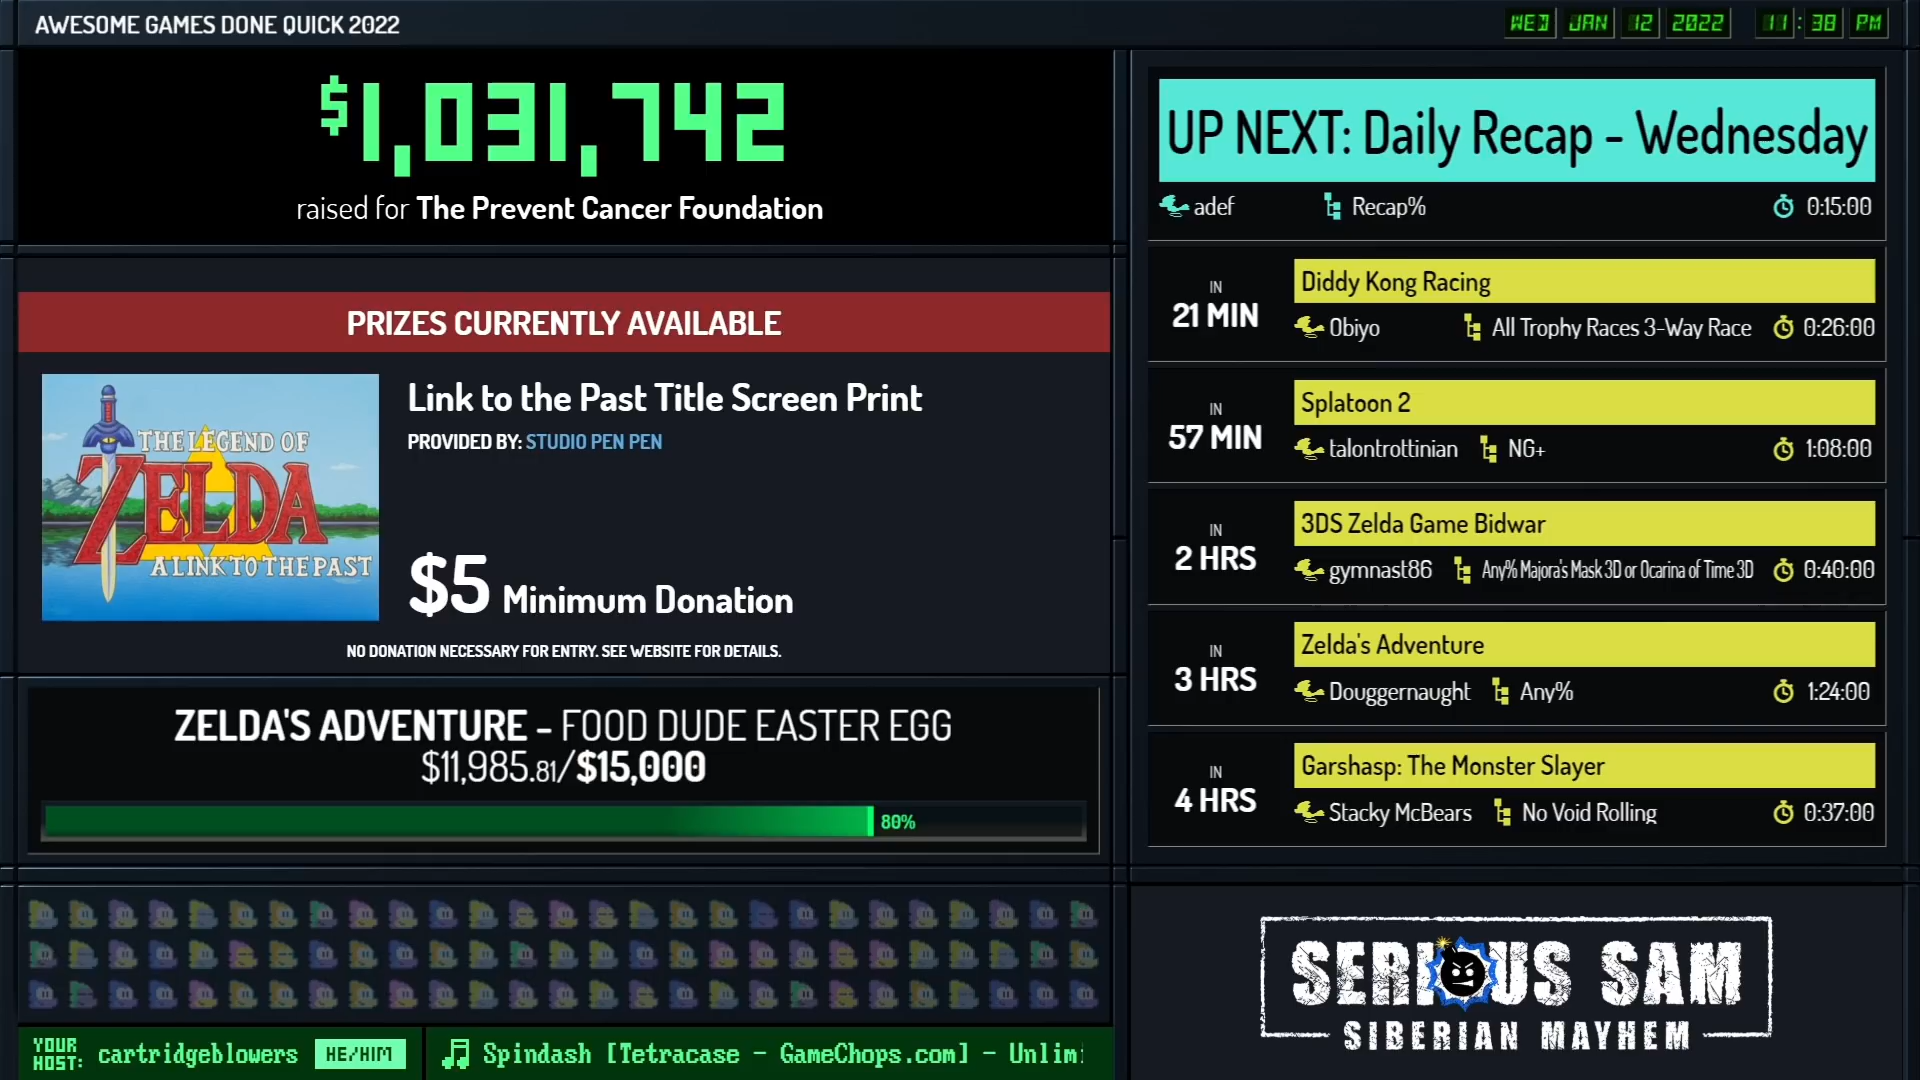 AWESOME GAMES DONE QUICK 2022
WED JAN 12 2022 11:38 PM
$1,031,742
raised for The Prevent Cancer Foundation
PRIZES CURRENTLY AVAILABLE
THE LEGEND OF
ZELDA
A LINK TO THE PAST
Link to the Past Title Screen Print
PROVIDED BY: STUDIO PEN PEN
$5 Minimum Donation
NO DONATION NECESSARY FOR ENTRY. SEE WEBSITE FOR DETAILS.
ZELDA'S ADVENTURE - FOOD DUDE EASTER EGG
$11,985.81/$15,000
80%
YOUR HOST: cartridgeblowers HE/HIM
Spindash [Tetracase - GameChops.com] - Unlimi
UP NEXT: Daily Recap - Wednesday
adef Recap% 0:15:00
IN 21 MIN
Diddy Kong Racing
Obiyo All Trophy Races 3-Way Race 0:26:00
IN 57 MIN
Splatoon 2
talontrottinian NG+ 1:08:00
IN 2 HRS
3DS Zelda Game Bidwar
gymnast86 Any% Majora's Mask 3D or Ocarina of Time 3D 0:40:00
IN 3 HRS
Zelda's Adventure
Douggernaught Any% 1:24:00
IN 4 HRS
Garshasp: The Monster Slayer
Stacky McBears No Void Rolling 0:37:00
SERIOUS SAM
SIBERIAN MAYHEM